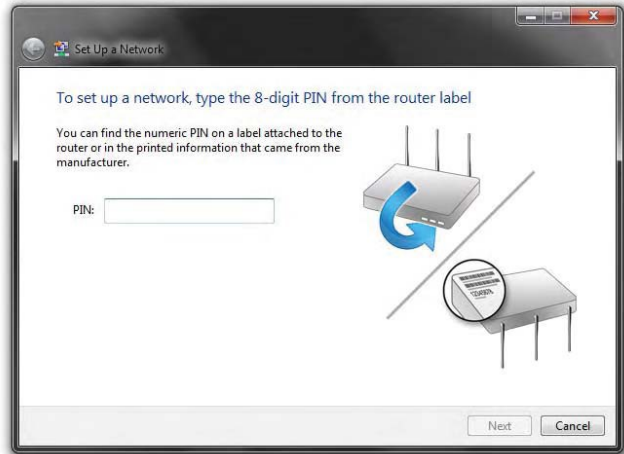 Set Up a Network
To set up a network, type the 8-digit PIN from the router label
You can find the numeric PIN on a label attached to the
router or in the printed information that came from the
manufacturer.
PIN:
12345678
Next
Cancel